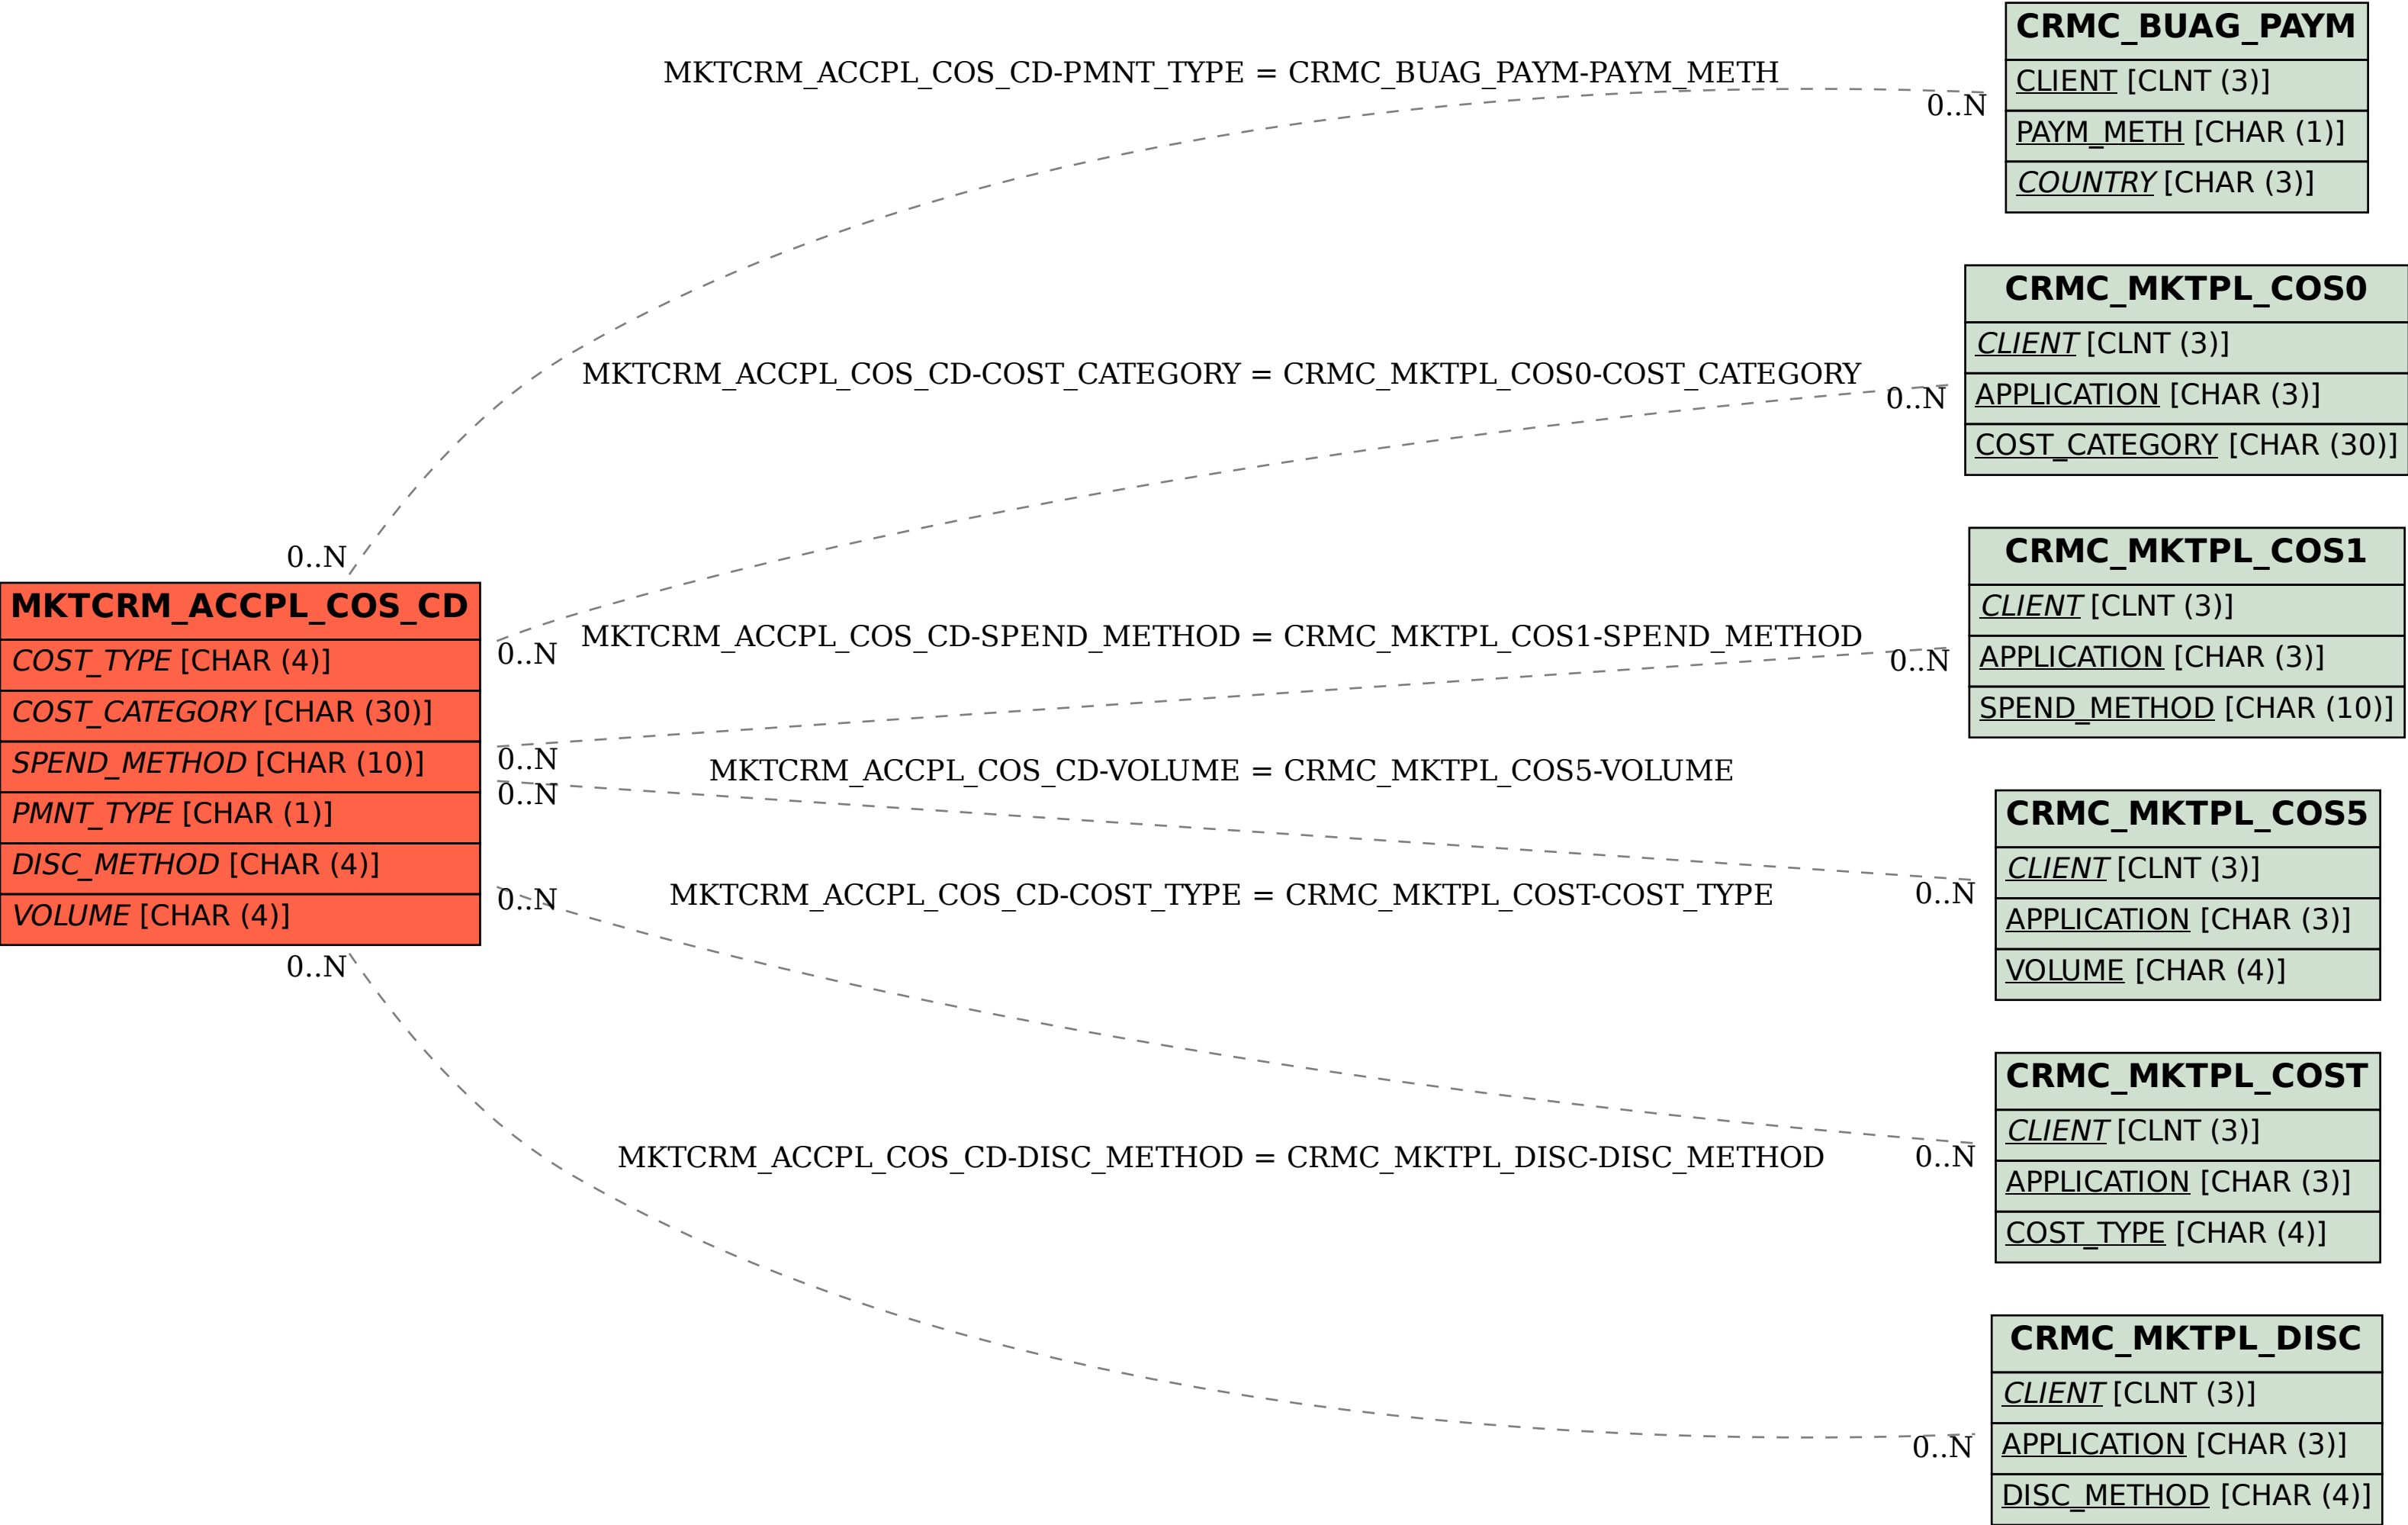 CRMC_BUAG_PAYM
CLIENT [CLNT (3)]
PAYM_METH [CHAR (1)]
COUNTRY [CHAR (3)]
MKTCRM_ACCPL_COS_CD-PMNT_TYPE = CRMC_BUAG_PAYM-PAYM_METH
0..N
0..N
CRMC_MKTPL_COS0
CLIENT [CLNT (3)]
APPLICATION [CHAR (3)]
COST_CATEGORY [CHAR (30)]
MKTCRM_ACCPL_COS_CD-COST_CATEGORY = CRMC_MKTPL_COS0-COST_CATEGORY
0..N
0..N
MKTCRM_ACCPL_COS_CD
COST_TYPE [CHAR (4)]
COST_CATEGORY [CHAR (30)]
SPEND_METHOD [CHAR (10)]
PMNT_TYPE [CHAR (1)]
DISC_METHOD [CHAR (4)]
VOLUME [CHAR (4)]
CRMC_MKTPL_COS1
CLIENT [CLNT (3)]
APPLICATION [CHAR (3)]
SPEND_METHOD [CHAR (10)]
MKTCRM_ACCPL_COS_CD-SPEND_METHOD = CRMC_MKTPL_COS1-SPEND_METHOD
0..N
0..N
MKTCRM_ACCPL_COS_CD-VOLUME = CRMC_MKTPL_COS5-VOLUME
0..N
0..N
CRMC_MKTPL_COS5
CLIENT [CLNT (3)]
APPLICATION [CHAR (3)]
VOLUME [CHAR (4)]
MKTCRM_ACCPL_COS_CD-COST_TYPE = CRMC_MKTPL_COST-COST_TYPE
0..N
0..N
CRMC_MKTPL_COST
CLIENT [CLNT (3)]
APPLICATION [CHAR (3)]
COST_TYPE [CHAR (4)]
MKTCRM_ACCPL_COS_CD-DISC_METHOD = CRMC_MKTPL_DISC-DISC_METHOD
0..N
0..N
CRMC_MKTPL_DISC
CLIENT [CLNT (3)]
APPLICATION [CHAR (3)]
DISC_METHOD [CHAR (4)]